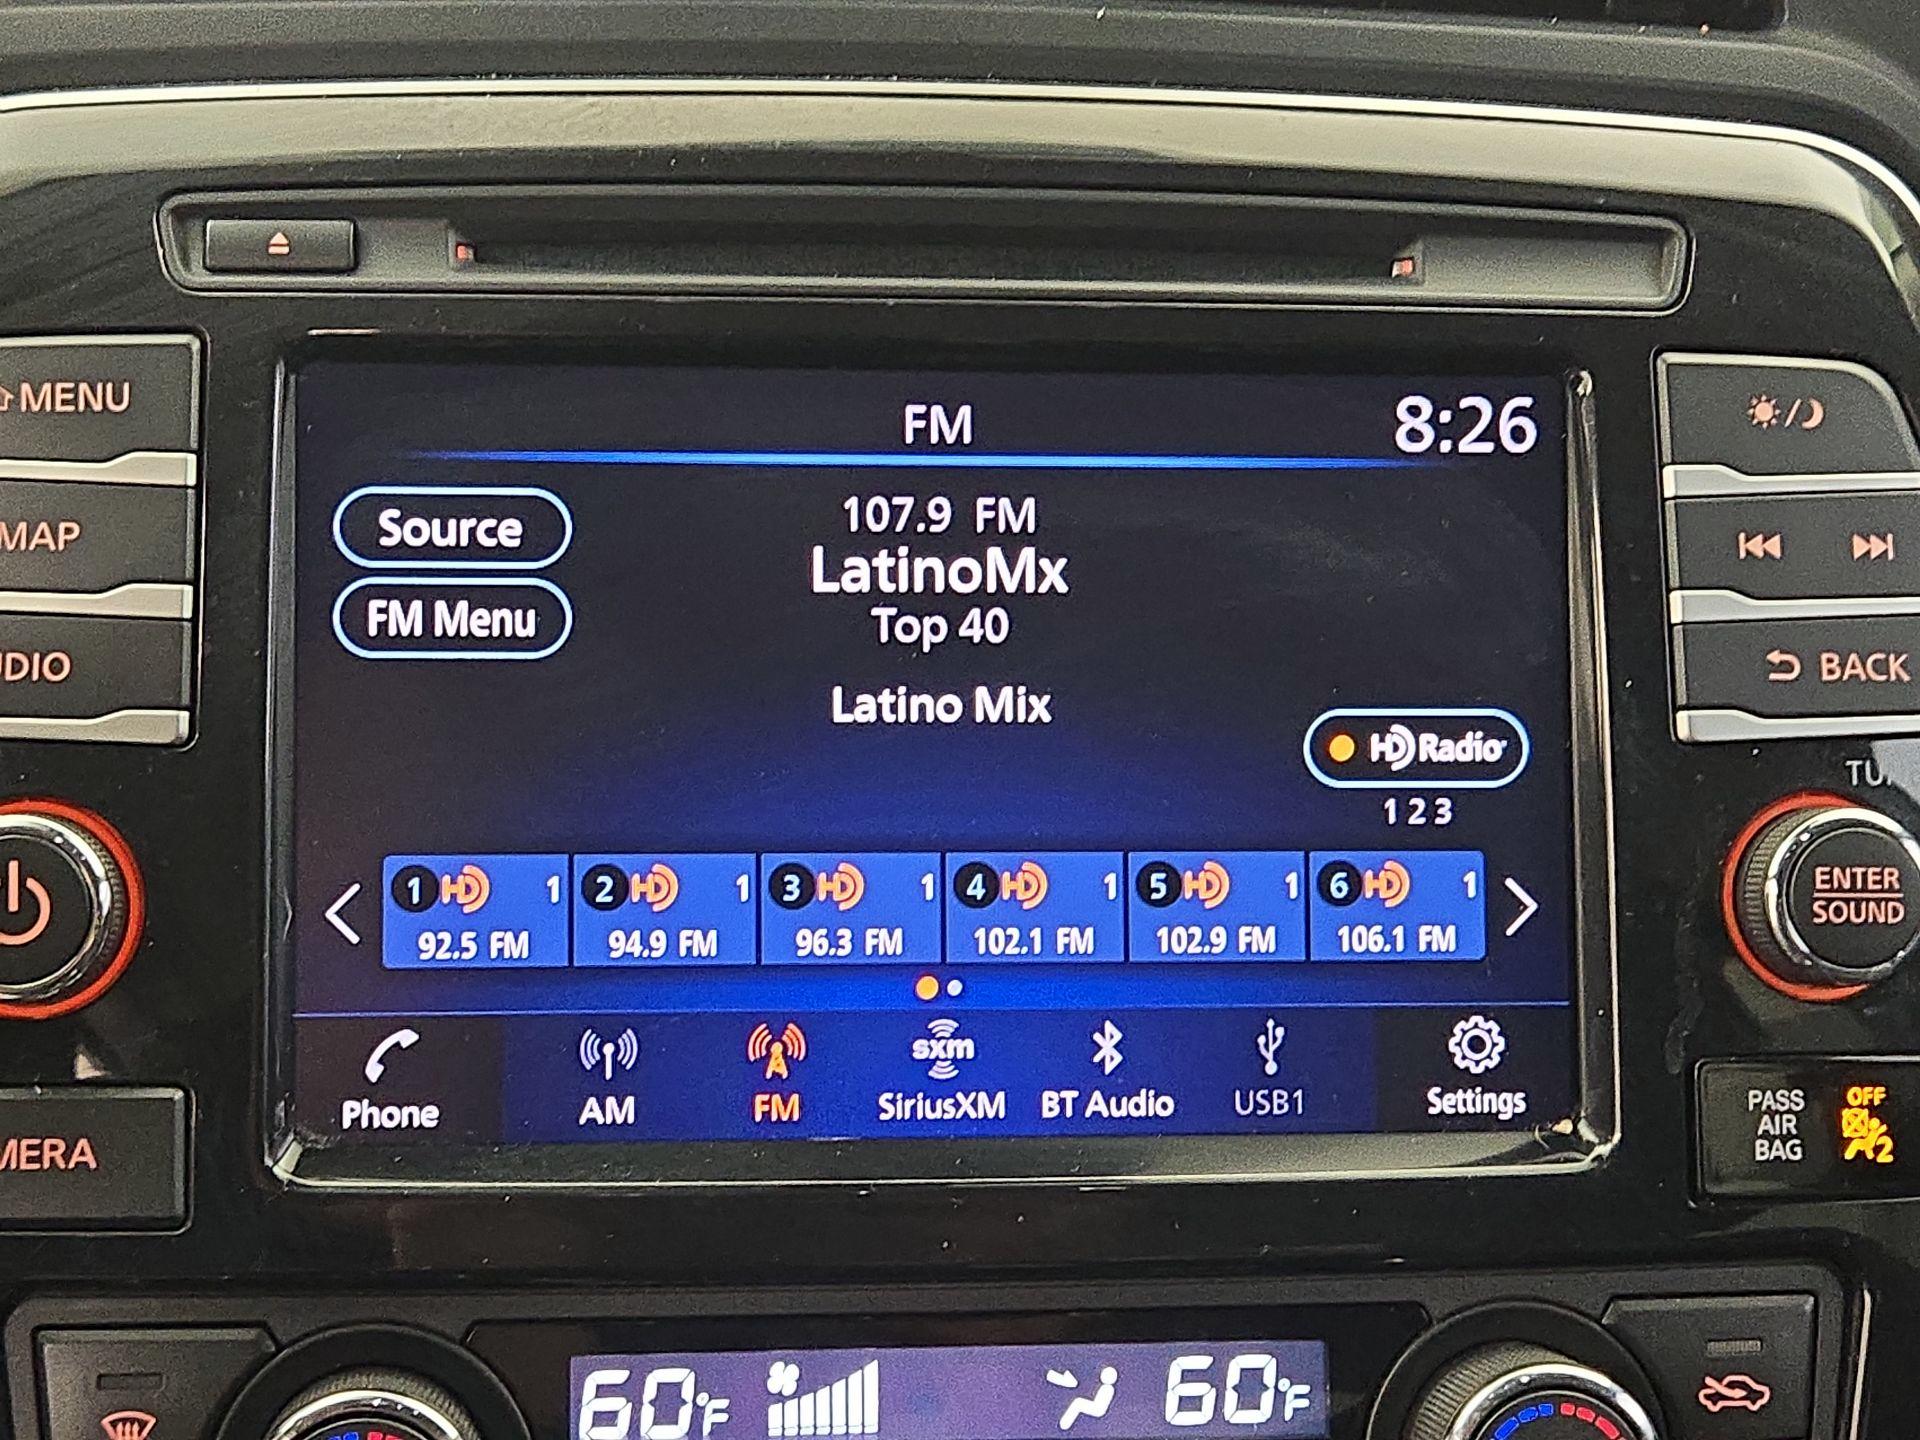 MENU
MAP
DIO
MERA
FM
8:26
Source
FM Menu
107.9 FM
LatinoMx
Top 40
Latino Mix
HD Radio
1 2 3
1 HD 1
92.5 FM
2 HD 1
94.9 FM
3 HD 1
96.3 FM
4 HD 1
102.1 FM
5 HD 1
102.9 FM
6 HD 1
106.1 FM
Phone
AM
FM
sxm
SiriusXM
BT Audio
USB1
Settings
BACK
TU
ENTER
SOUND
PASS
AIR
BAG
OFF
2
60°F
60°F